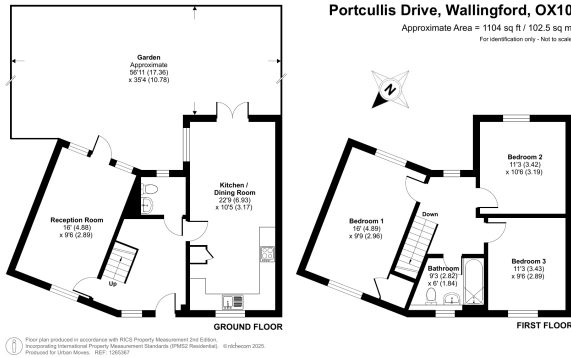 Portcullis Drive, Wallingford, OX10
Approximate Area = 1104 sq ft / 102.5 sq m
For identification only - Not to scale
Garden
Approximate
56'11 (17.36)
x 35'4 (10.78)
N
Reception Room
16' (4.88)
x 9'6 (2.89)
Kitchen /
Dining Room
22'9 (6.93)
x 10'5 (3.17)
Up
GROUND FLOOR
Bedroom 2
11'3 (3.42)
x 10'6 (3.19)
Bedroom 1
16' (4.89)
x 9'9 (2.96)
Down
Bathroom
9'3 (2.82)
x 6' (1.84)
Bedroom 3
11'3 (3.43)
x 9'6 (2.89)
FIRST FLOOR
Floor plan produced in accordance with RICS Property Measurement 2nd Edition,
Incorporating International Property Measurement Standards (IPMS2 Residential). ©nichecom 2025.
Produced for Urban Moves. REF: 1265367